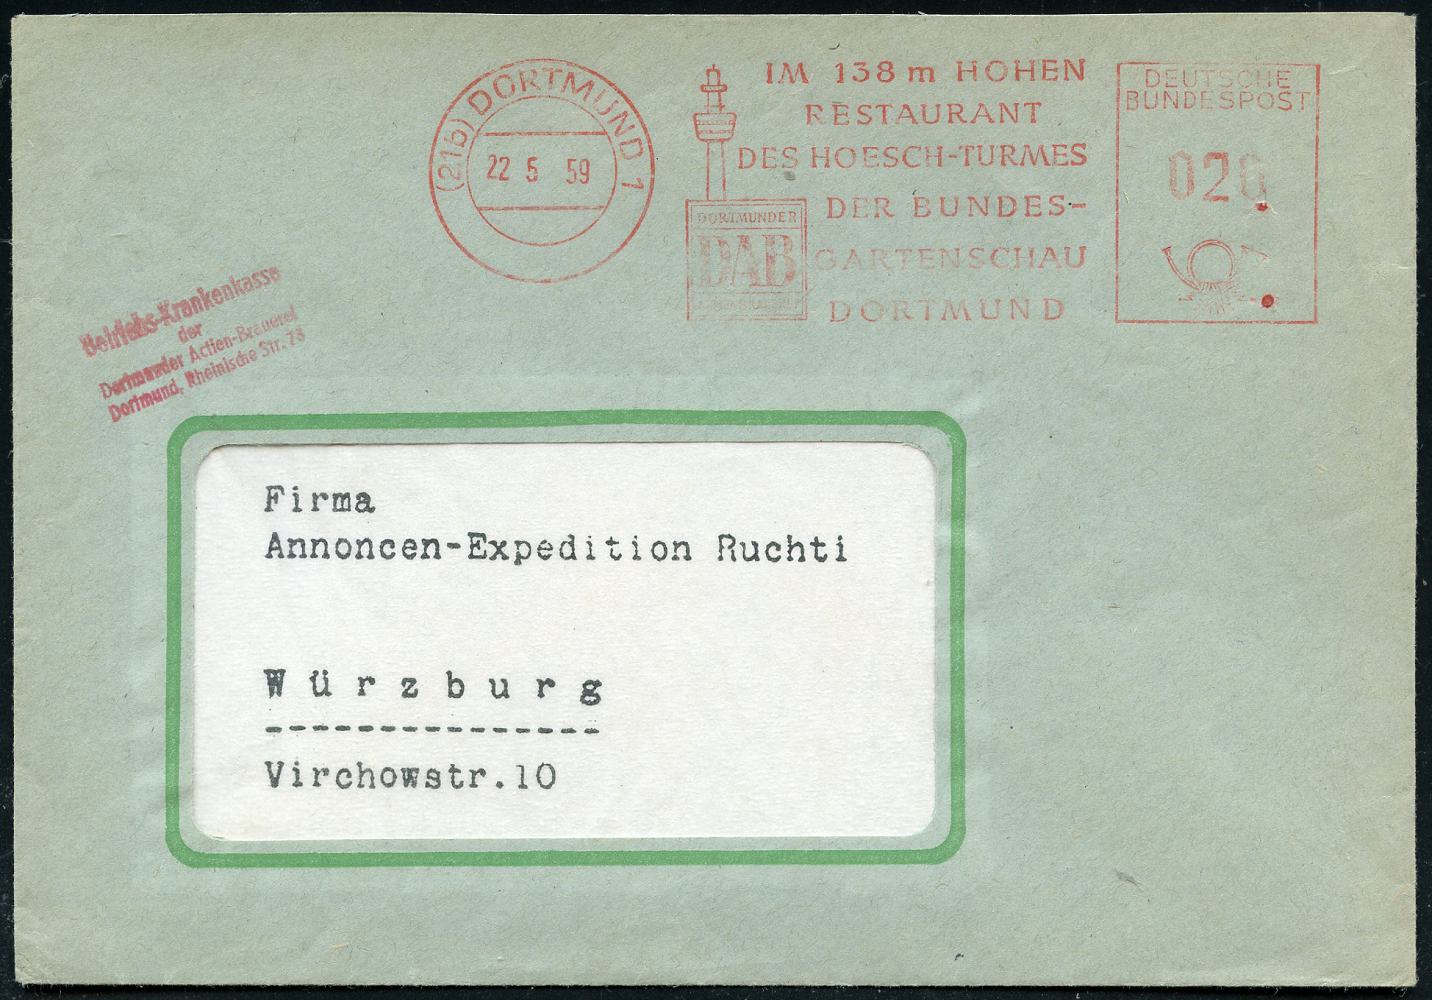 (21b) DORTMUND 1
22 5 59
IM 138 m HOHEN
RESTAURANT
DES HOESCH-TURMES
DER BUNDES-
GARTENSCHAU
DORTMUND
DORTMUNDER
DAB
DEUTSCHE
BUNDESPOST
020
Betriebs-Krankenkasse
der
Dortmunder Actien-Brauerei
Dortmund, Rheinische Str. 73
Firma
Annoncen-Expedition Ruchti
Würzburg
---------------
Virchowstr.10